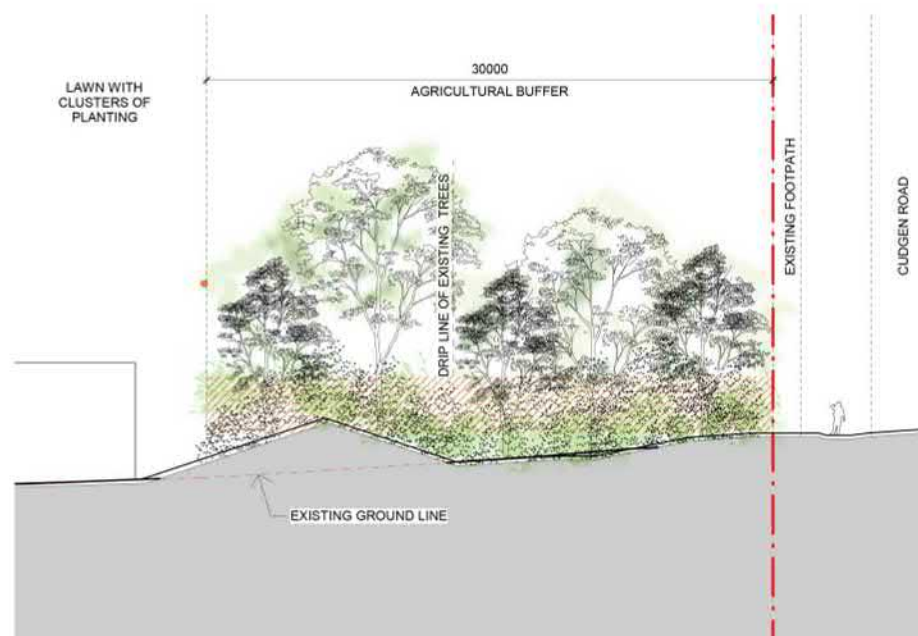 LAWN WITH
CLUSTERS OF
PLANTING
30000
AGRICULTURAL BUFFER
DRIP LINE OF EXISTING TREES
EXISTING FOOTPATH
CUDGEN ROAD
EXISTING GROUND LINE